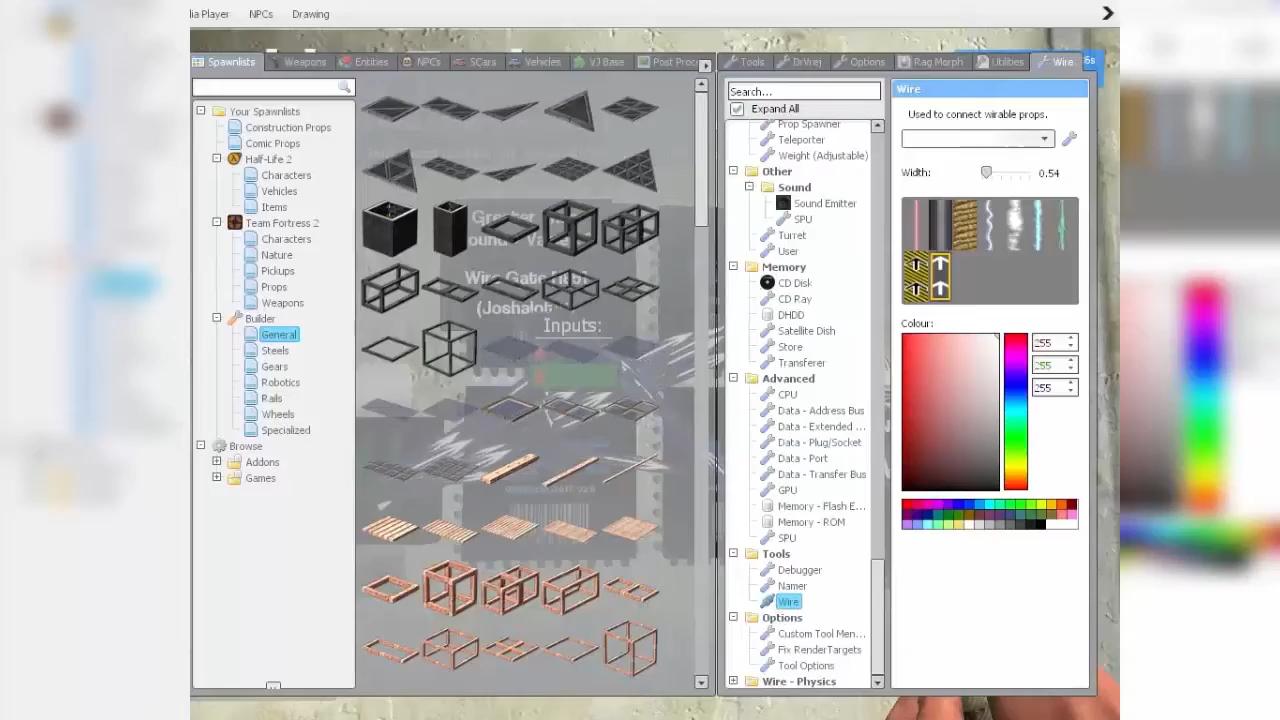 lia Player NPCs Drawing
Spawnlists Weapons Entities NPCs SCars Vehicles VJ Base Post Proc
Tools DrVrej Options Rag Morph Utilities Wire 6s
Your Spawnlists
Construction Props
Comic Props
Half-Life 2
Characters
Vehicles
Items
Team Fortress 2
Characters
Nature
Pickups
Props
Weapons
Builder
General
Steels
Gears
Robotics
Rails
Wheels
Specialized
Browse
Addons
Games
Wire Gate
Inputs:
Search...
Expand All
Prop Spawner
Teleporter
Weight (Adjustable)
Other
Sound
Sound Emitter
SPU
Turret
User
Memory
CD Disk
CD Ray
DHDD
Satellite Dish
Store
Transferer
Advanced
CPU
Data - Address Bus
Data - Extended ...
Data - Plug/Socket
Data - Port
Data - Transfer Bus
GPU
Memory - Flash E...
Memory - ROM
SPU
Tools
Debugger
Namer
Wire
Options
Custom Tool Men...
Fix RenderTargets
Tool Options
Wire - Physics
Wire
Used to connect wirable props.
Width: 0.54
Colour:
255
255
255